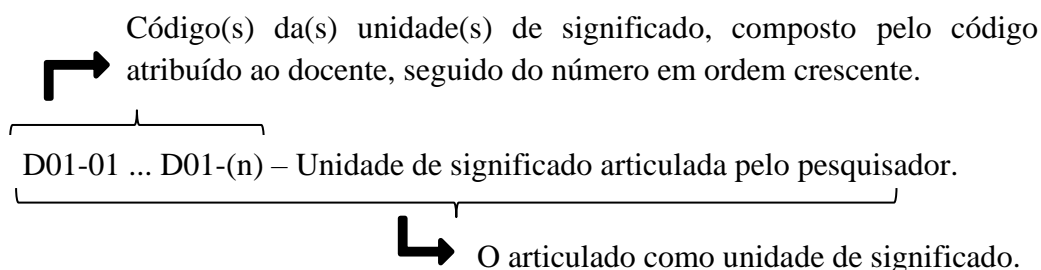 Código(s) da(s) unidade(s) de significado, composto pelo código
atribuído ao docente, seguido do número em ordem crescente.
D01-01 ... D01-(n) – Unidade de significado articulada pelo pesquisador.
O articulado como unidade de significado.